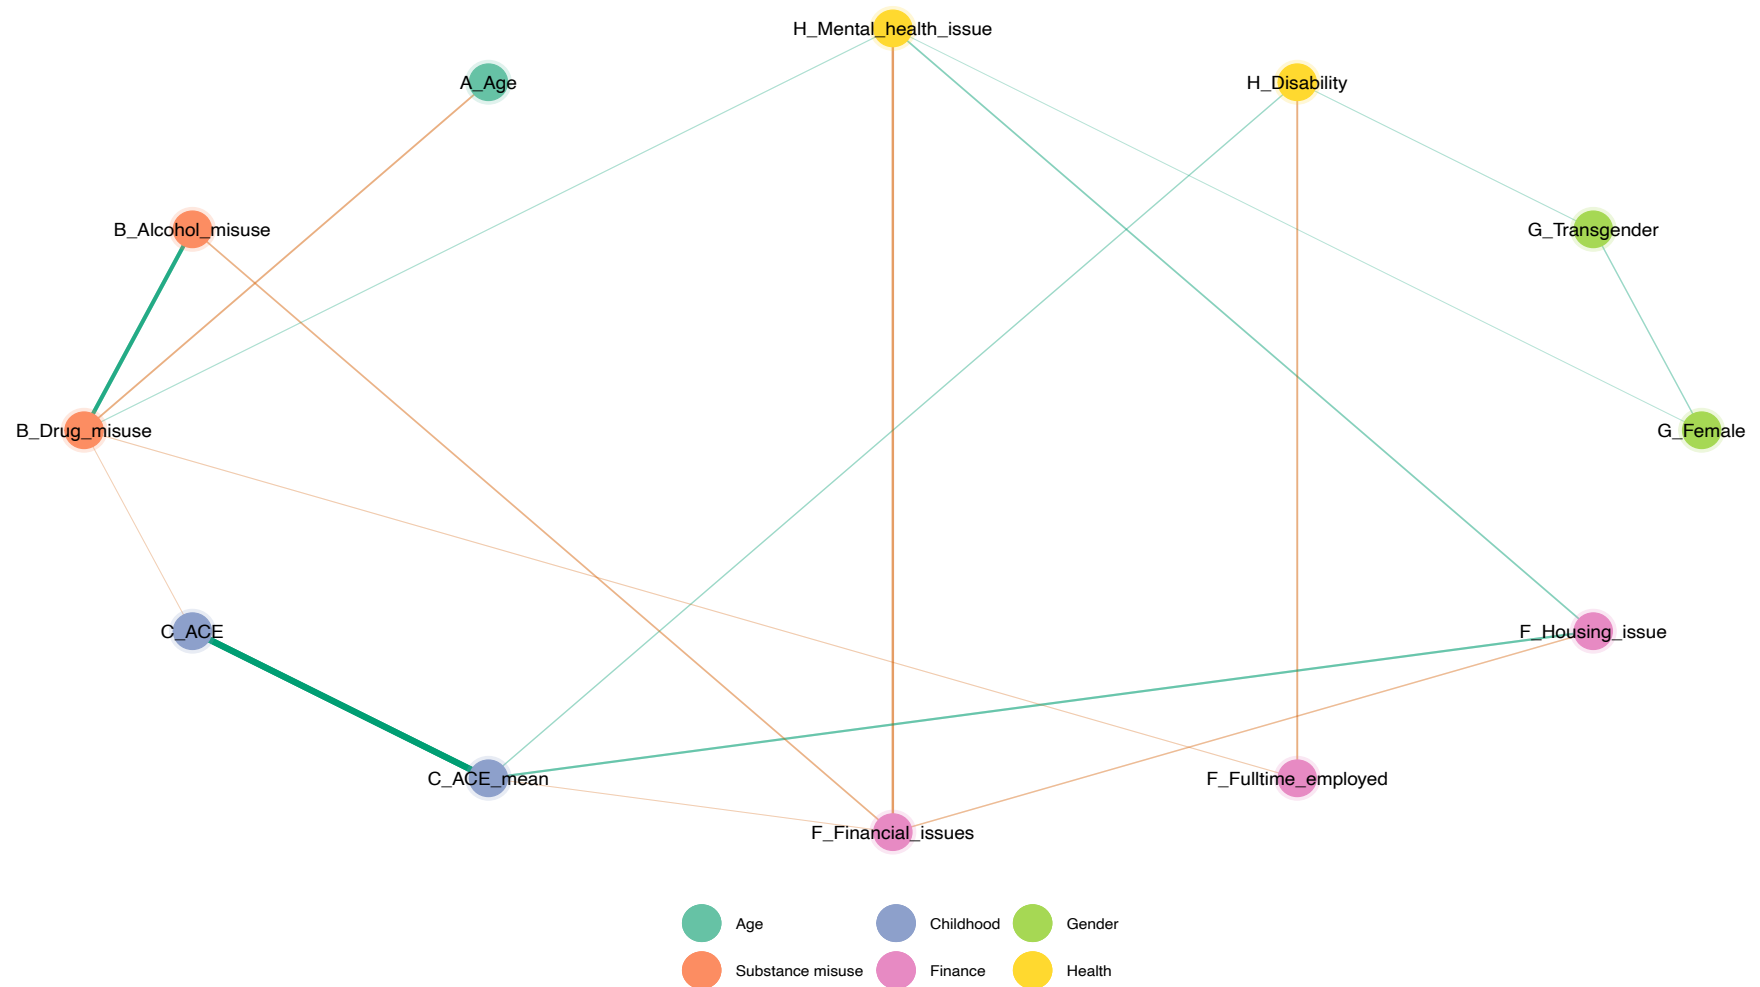 H_Mental_health_issue
A_Age
H_Disability
B_Alcohol_misuse
G_Transgender
B_Drug_misuse
G_Female
C_ACE
F_Housing_issue
C_ACE_mean
F_Fulltime_employed
F_Financial_issues
Age
Childhood
Gender
Substance misuse
Finance
Health